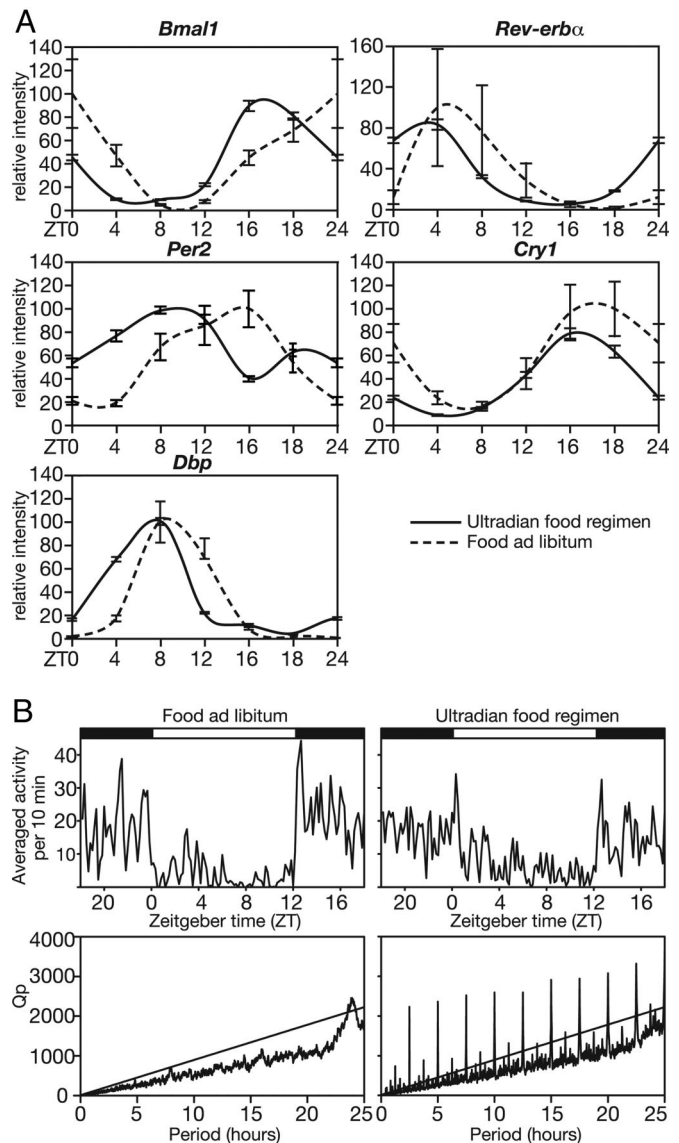 A
Bmal1
Rev-erbα
relative intensity
140
120
100
80
60
40
20
0
ZT0 4 8 12 16 18 24
160
120
80
40
0
ZT0 4 8 12 16 18 24
Per2
Cry1
relative intensity
140
120
100
80
60
40
20
0
ZT0 4 8 12 16 18 24
140
120
100
80
60
40
20
0
ZT0 4 8 12 16 18 24
Dbp
relative intensity
140
120
100
80
60
40
20
0
ZT0 4 8 12 16 18 24
Ultradian food regimen
Food ad libitum
B
Food ad libitum
Ultradian food regimen
Averaged activity
per 10 min
40
30
20
10
20 0 4 8 12 16
Zeitgeber time (ZT)
20 0 4 8 12 16
Zeitgeber time (ZT)
Qp
4000
3000
2000
1000
0
0 5 10 15 20 25
Period (hours)
0 5 10 15 20 25
Period (hours)